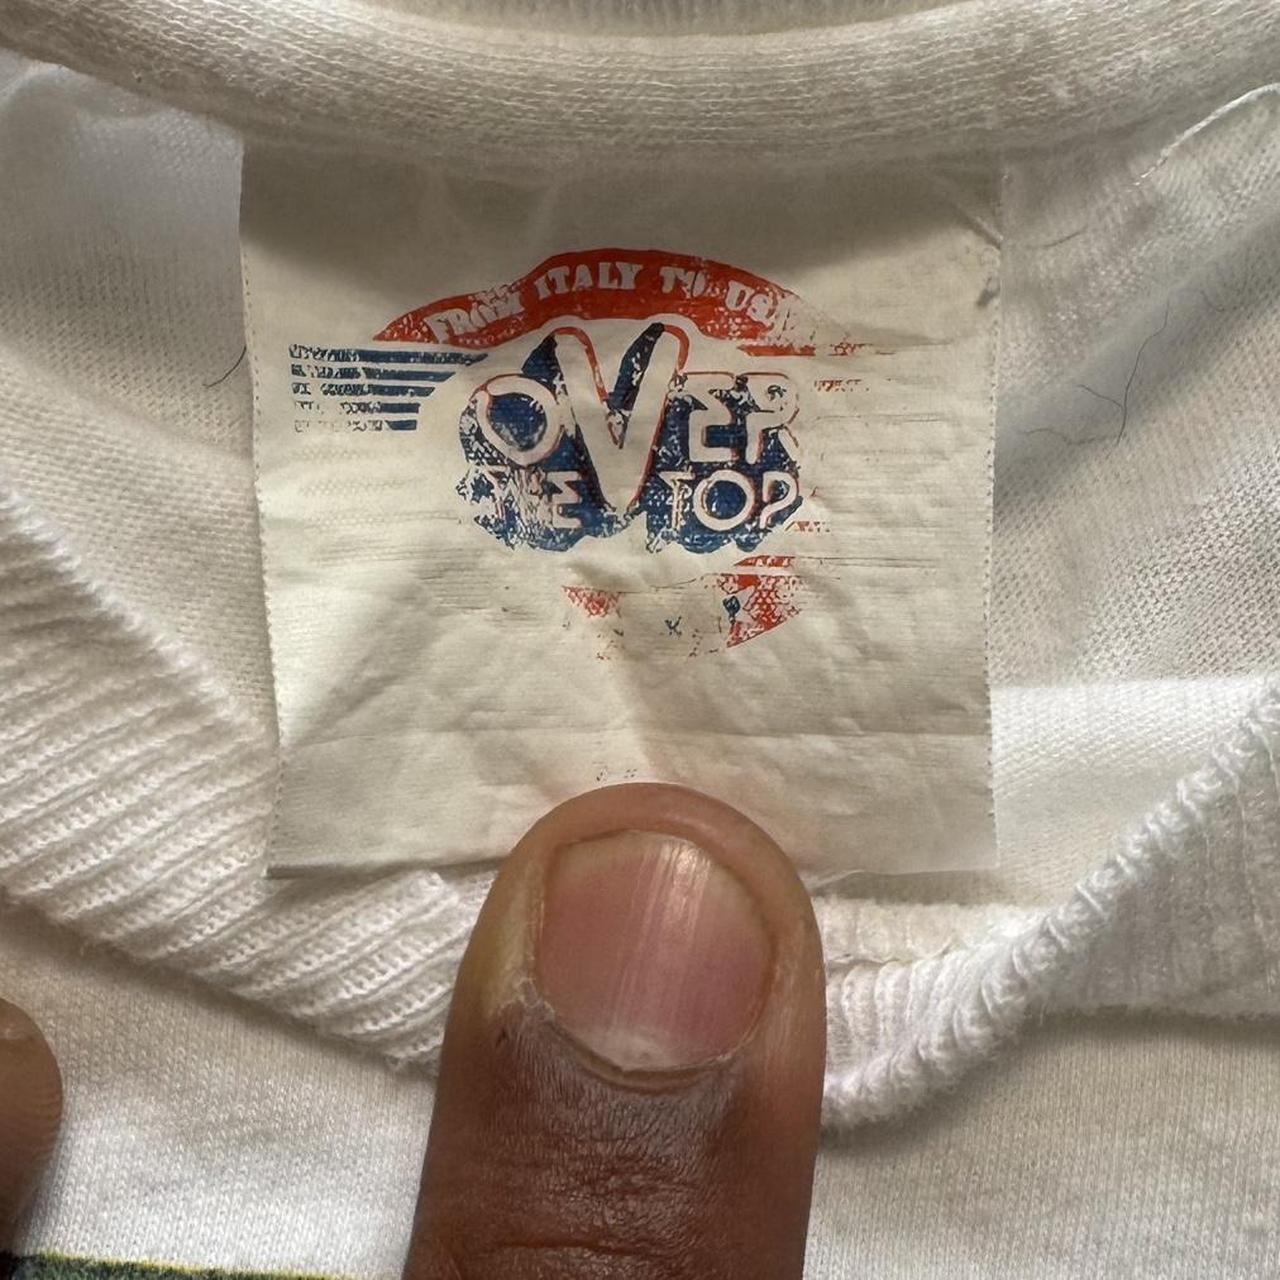 FROM ITALY TO USA
OVER
THE TOP